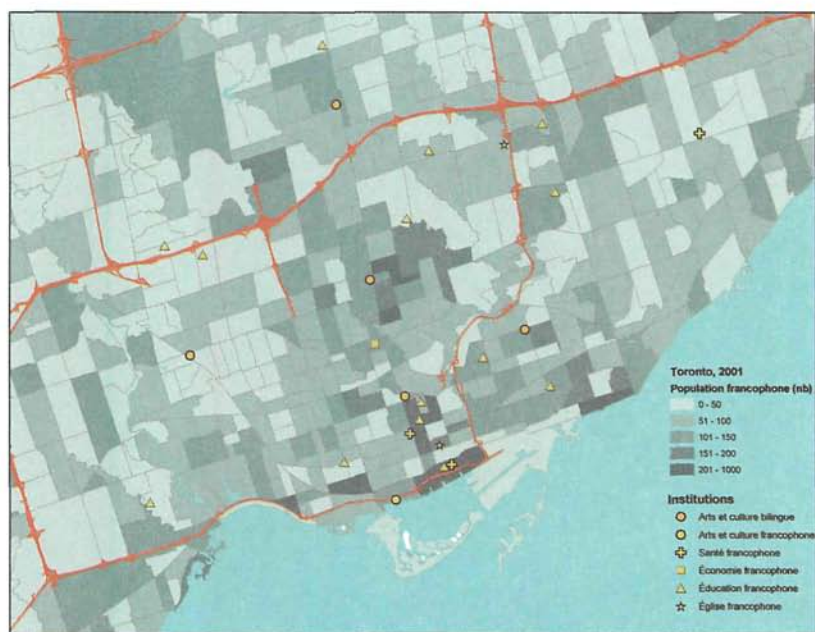 Toronto, 2001
Population francophone (nb)
0 - 50
51 - 100
101 - 150
151 - 200
201 - 1000
Institutions
Arts et culture bilingue
Arts et culture francophone
Santé francophone
Économie francophone
Éducation francophone
Église francophone